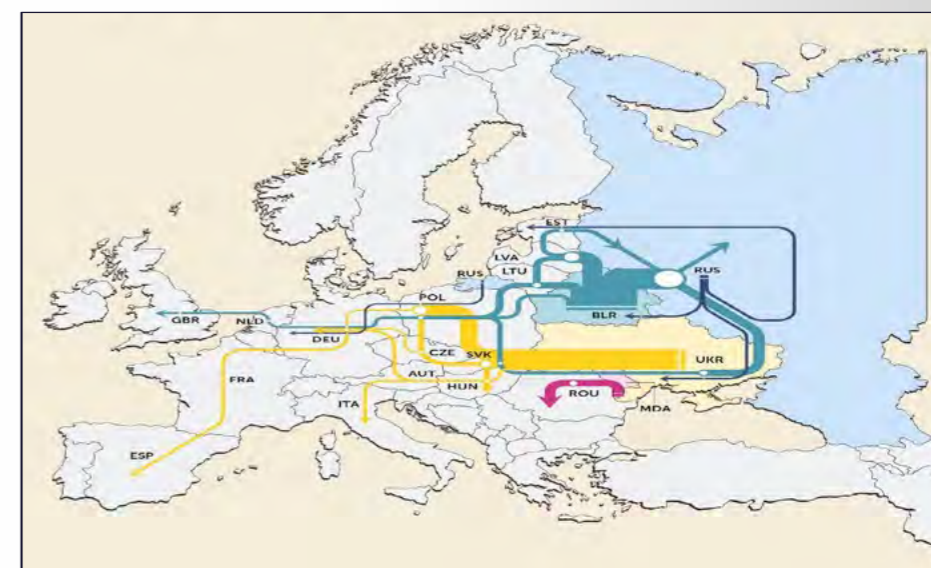 EST
LVA
LTU
RUS
RUS
POL
BLR
GBR
NLD
DEU
CZE
SVK
UKR
FRA
AUT
HUN
ITA
ROU
MDA
ESP